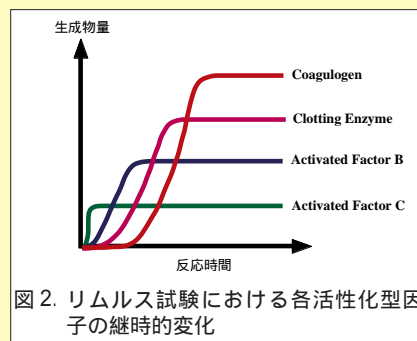 生成物量
Coagulogen
Clotting Enzyme
Activated Factor B
Activated Factor C
反応時間
図 2. リムルス試験における各活性化型因
子の継時的変化